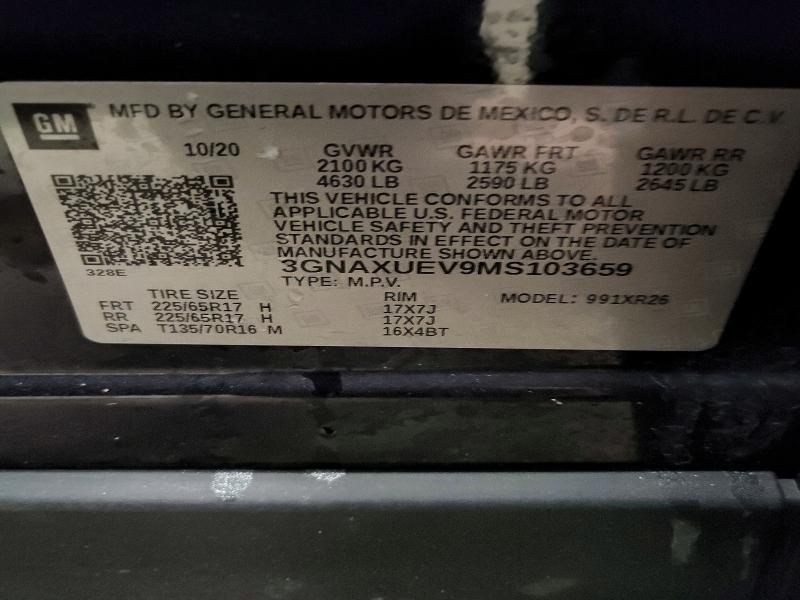 GM MFD BY GENERAL MOTORS DE MEXICO, S. DE R.L. DE C.V.
10/20 GVWR GAWR FRT GAWR RR
2100 KG 1175 KG 1200 KG
4630 LB 2590 LB 2645 LB
THIS VEHICLE CONFORMS TO ALL
APPLICABLE U.S. FEDERAL MOTOR
VEHICLE SAFETY AND THEFT PREVENTION
STANDARDS IN EFFECT ON THE DATE OF
MANUFACTURE SHOWN ABOVE.
328E 3GNAXUEV9MS103659
TYPE: M.P.V.
TIRE SIZE RIM MODEL: 991XR26
FRT 225/65R17 H 17X7J
RR 225/65R17 H 17X7J
SPA T135/70R16 M 16X4BT